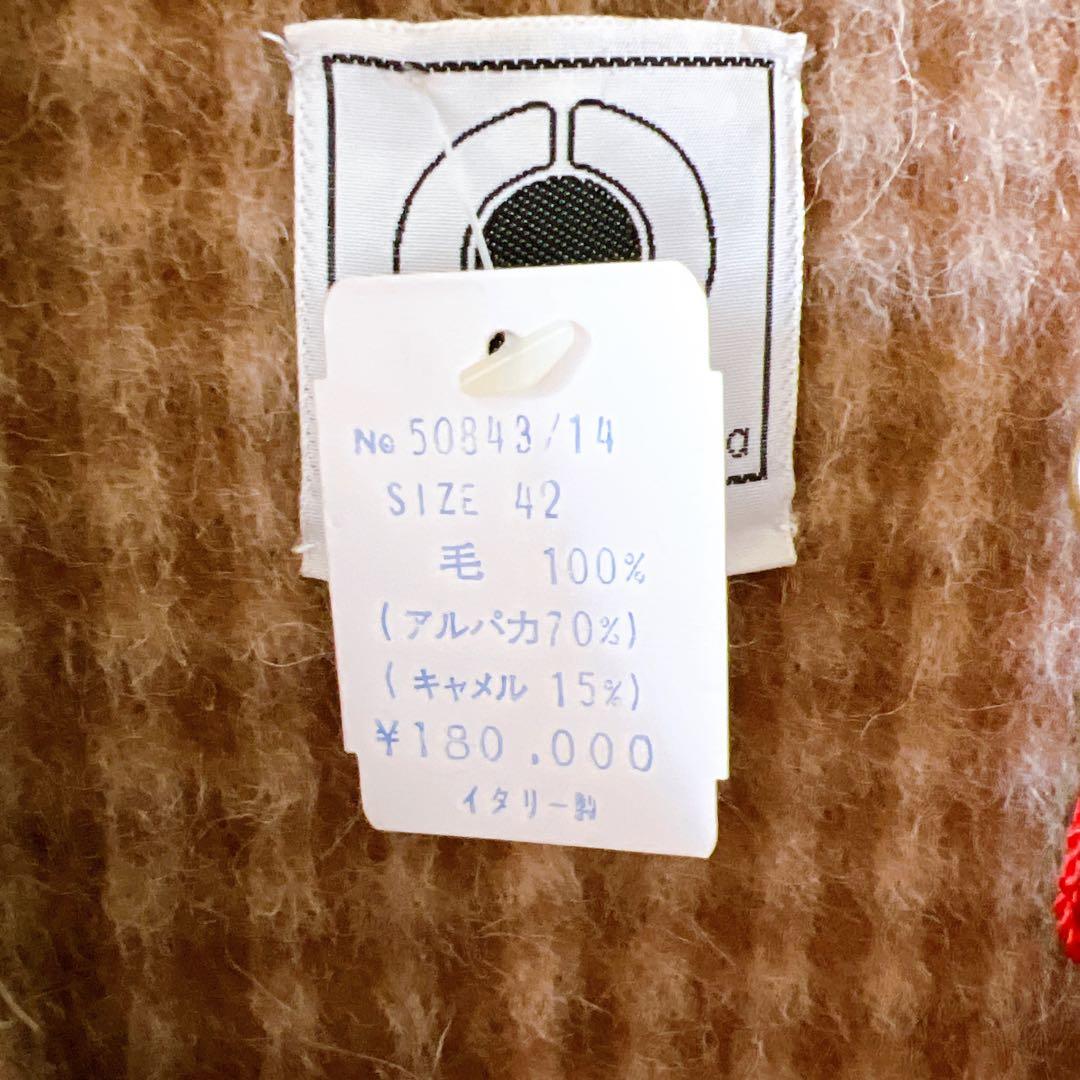 № 50843/14
SIZE 42
毛 100%
(アルパカ70%)
(キャメル 15%)
¥180.000
イタリー製
a